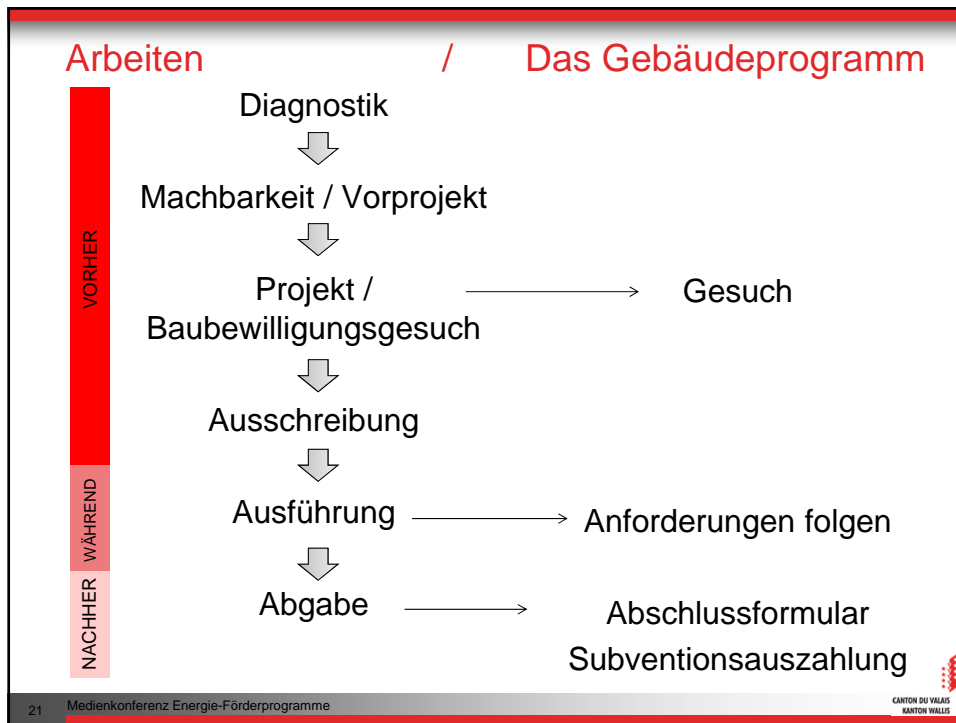 Arbeiten / Das Gebäudeprogramm
VORHER
Diagnostik
Machbarkeit / Vorprojekt
Projekt /
Baubewilligungsgesuch
Gesuch
Ausschreibung
WÄHREND
Ausführung
Anforderungen folgen
NACHHER
Abgabe
Abschlussformular
Subventionsauszahlung
21 Medienkonferenz Energie-Förderprogramme
CANTON DU VALAIS
KANTON WALLIS